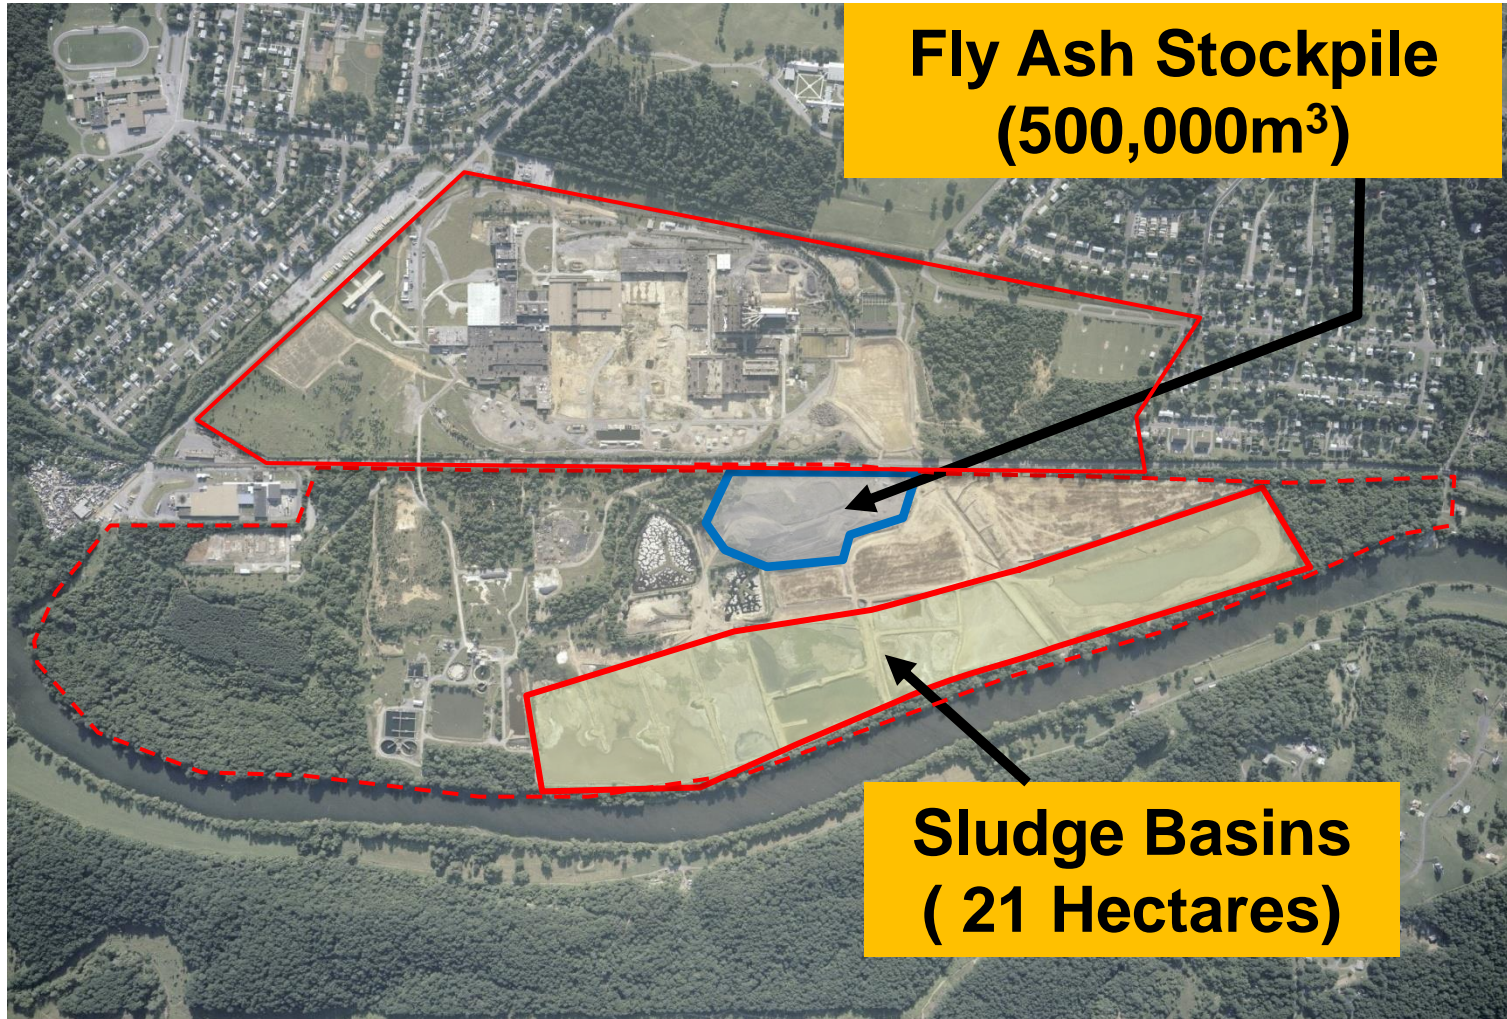 Fly Ash Stockpile
(500,000m³)
Sludge Basins
( 21 Hectares)